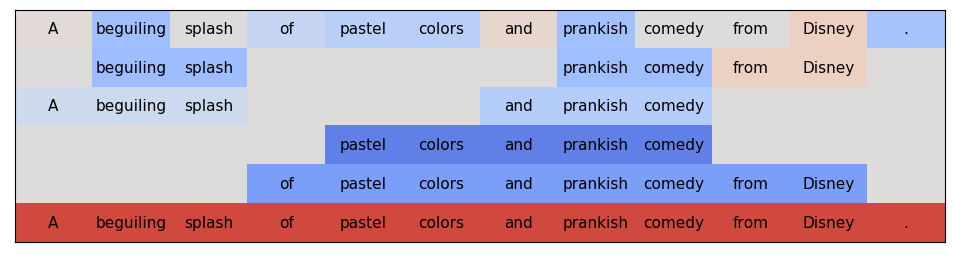 A beguiling splash of pastel colors and prankish comedy from Disney .
beguiling splash prankish comedy from Disney
A beguiling splash and prankish comedy
pastel colors and prankish comedy
of pastel colors and prankish comedy from Disney
A beguiling splash of pastel colors and prankish comedy from Disney .